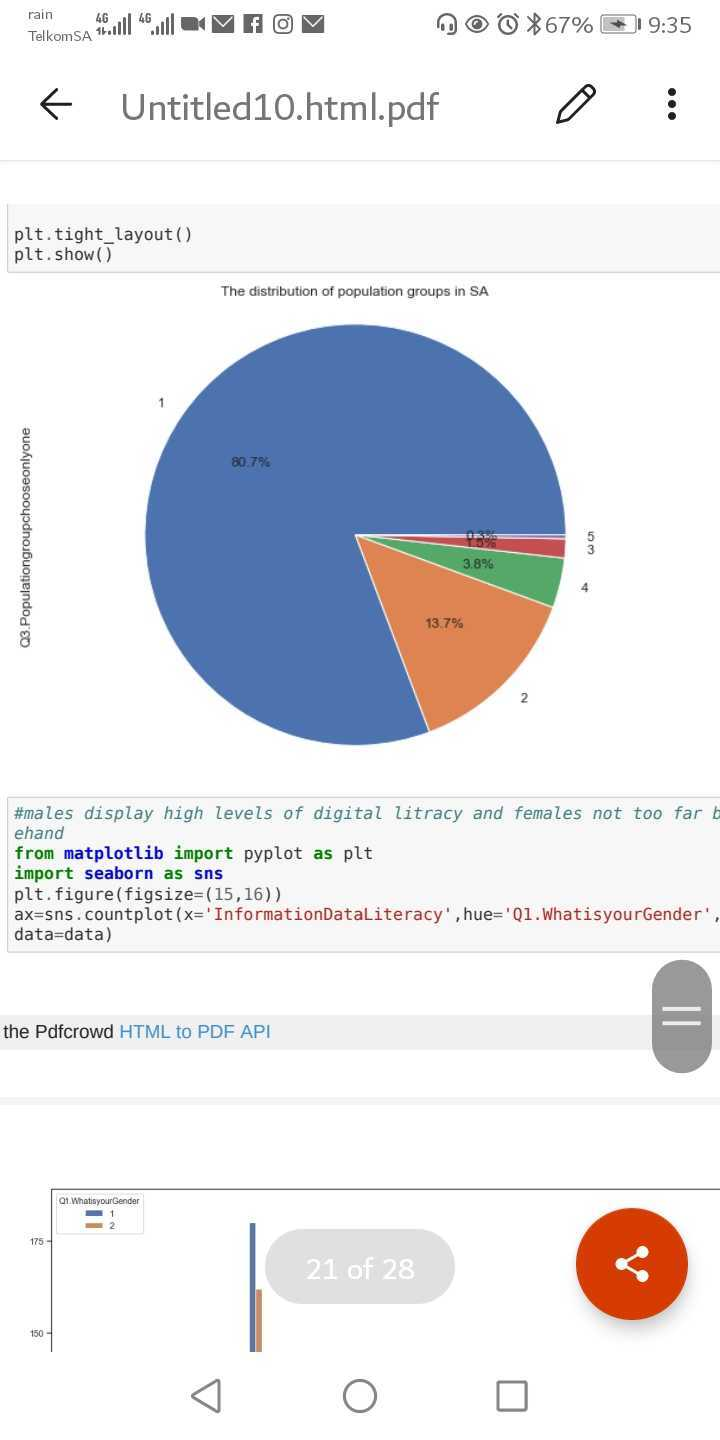 rain
TelkomSA 4G 4G 67% 9:35
Untitled10.html.pdf
plt.tight_layout()
plt.show()
The distribution of population groups in SA
1
80.7%
Q3.Populationgroupchooseonlyone
0.3%
5
1.5%
3
3.8%
4
13.7%
2
#males display high levels of digital litracy and females not too far b
ehand
from matplotlib import pyplot as plt
import seaborn as sns
plt.figure(figsize=(15,16))
ax=sns.countplot(x='InformationDataLiteracy',hue='Q1.WhatisyourGender',
data=data)
the Pdfcrowd HTML to PDF API
Q1.WhatisyourGender
1
2
175
21 of 28
150